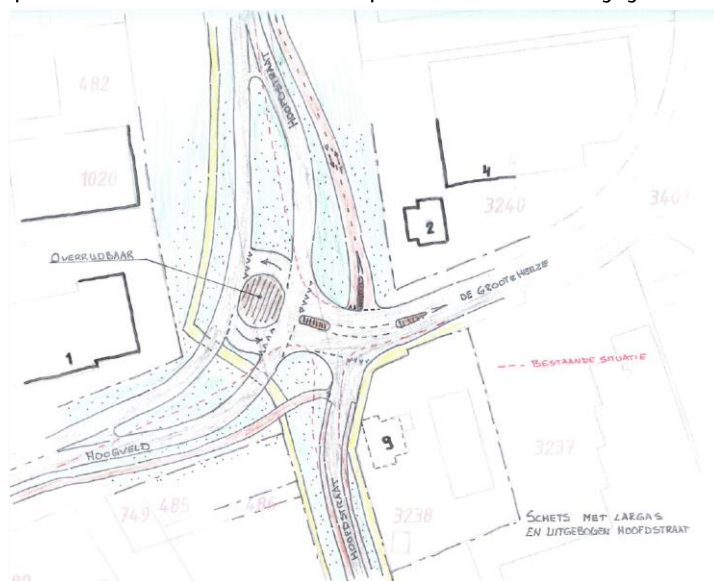 482
HOOFDSTRAAT
1020
4
3240
340
2
OVERRIJDBAAR
DE GROOTE HEEZE
1
BESTAANDE SITUATIE
HOOGVELD
9
3237
749 485 486
3238
HOOFDSTRAAT
SCHETS MET LARGAS
EN UITGEBOGEN HOOFDSTRAAT